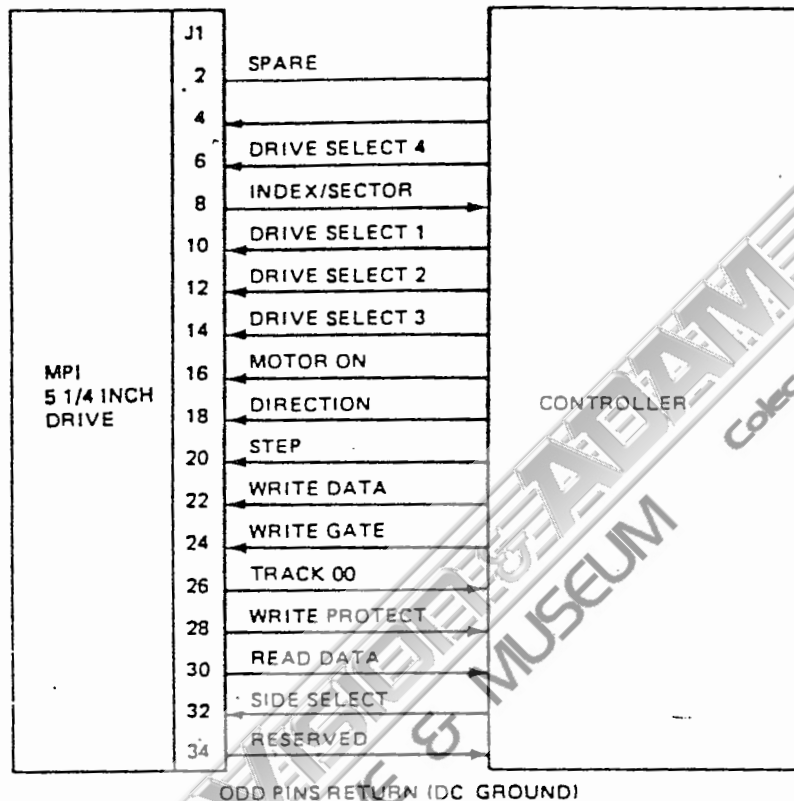 J1
2 SPARE
4
6 DRIVE SELECT 4
8 INDEX/SECTOR
10 DRIVE SELECT 1
12 DRIVE SELECT 2
14 DRIVE SELECT 3
16 MOTOR ON
18 DIRECTION
20 STEP
22 WRITE DATA
24 WRITE GATE
26 TRACK 00
28 WRITE PROTECT
30 READ DATA
32 SIDE SELECT
34 RESERVED
MPI
5 1/4 INCH
DRIVE
CONTROLLER
ODD PINS RETURN (DC GROUND)
VISION & ADAM
& MUSEUM